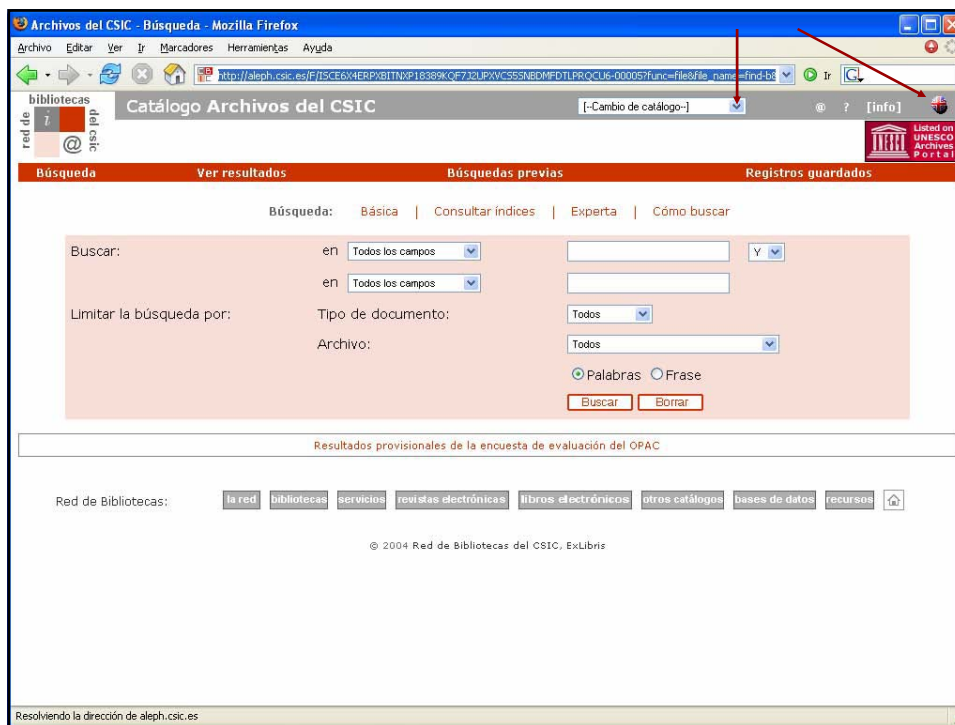 Archivos del CSIC - Búsqueda - Mozilla Firefox
Archivo Editar Ver Ir Marcadores Herramientas Ayuda
Ir
bibliotecas
red de
i
@
del csic
Catálogo Archivos del CSIC
[--Cambio de catálogo--]
@ ? [info]
Listed on
UNESCO
Archives
Portal
Búsqueda Ver resultados Búsquedas previas Registros guardados
Búsqueda: Básica | Consultar índices | Experta | Cómo buscar
Buscar: en Todos los campos Y
en Todos los campos
Limitar la búsqueda por: Tipo de documento: Todos
Archivo: Todos
Palabras Frase
Buscar Borrar
Resultados provisionales de la encuesta de evaluación del OPAC
Red de Bibliotecas: la red bibliotecas servicios revistas electrónicas libros electrónicos otros catálogos bases de datos recursos
© 2004 Red de Bibliotecas del CSIC, ExLibris
Resolviendo la dirección de aleph.csic.es